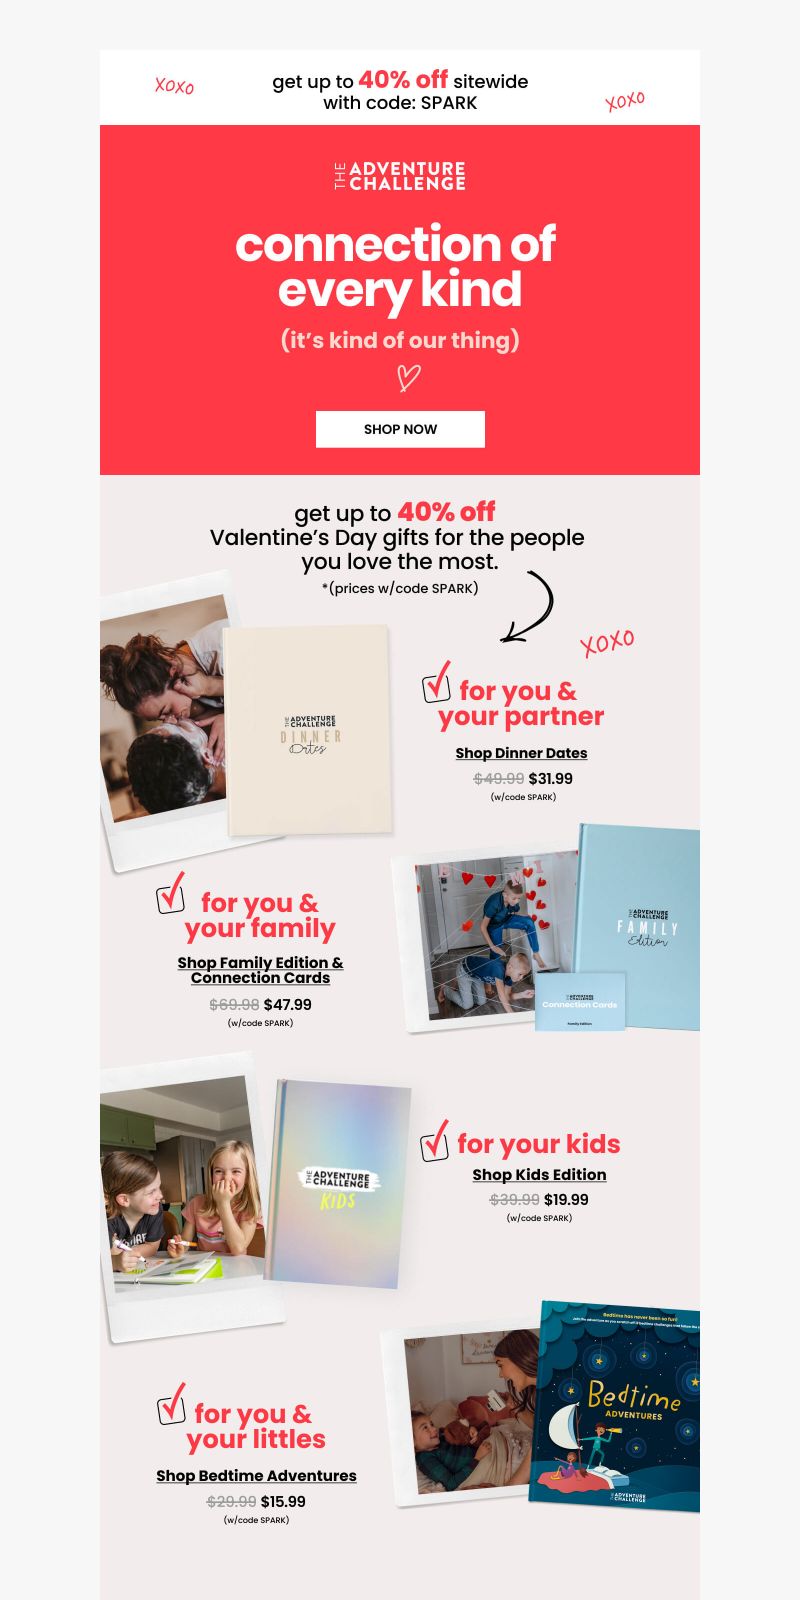 xoxo
get up to 40% off sitewide
with code: SPARK
xoxo
THE ADVENTURE
CHALLENGE
connection of
every kind
(it's kind of our thing)
SHOP NOW
get up to 40% off
Valentine's Day gifts for the people
you love the most.
*(prices w/code SPARK)
xoxo
THE ADVENTURE
CHALLENGE
DINNER
Dates
for you &
your partner
Shop Dinner Dates
$49.99 $31.99
(w/code SPARK)
for you &
your family
Shop Family Edition &
Connection Cards
$69.98 $47.99
(w/code SPARK)
THE ADVENTURE
CHALLENGE
FAMILY
Edition
THE ADVENTURE
CHALLENGE
Connection Cards
Family Edition
THE ADVENTURE
CHALLENGE
KIDS
for your kids
Shop Kids Edition
$39.99 $19.99
(w/code SPARK)
for you &
your littles
Shop Bedtime Adventures
$29.99 $15.99
(w/code SPARK)
Bedtime has never been so fun!
Bedtime
ADVENTURES
THE ADVENTURE
CHALLENGE